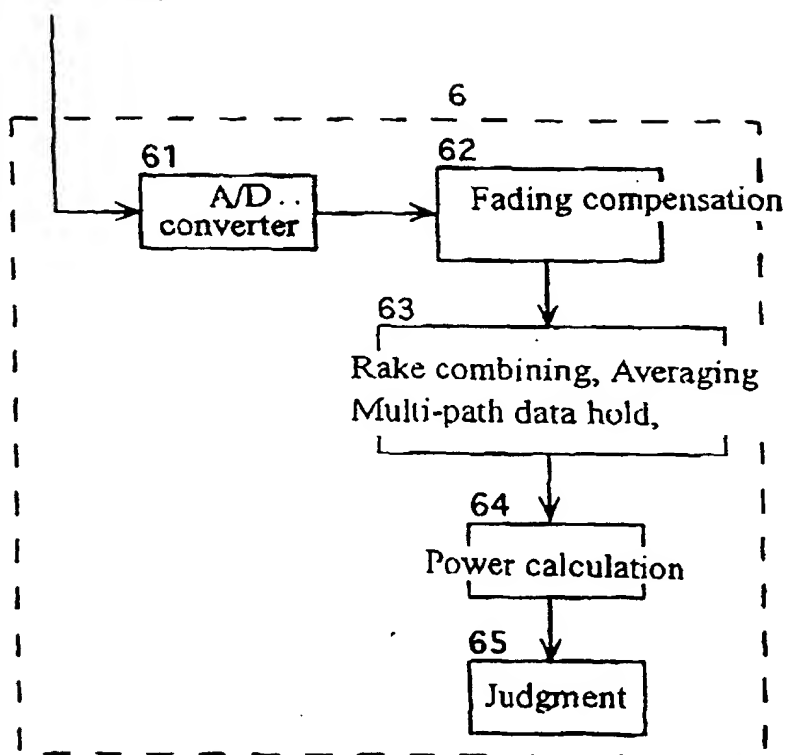 6
61
A/D..
converter
62
Fading compensation
63
Rake combining, Averaging
Multi-path data hold,
64
Power calculation
65
Judgment